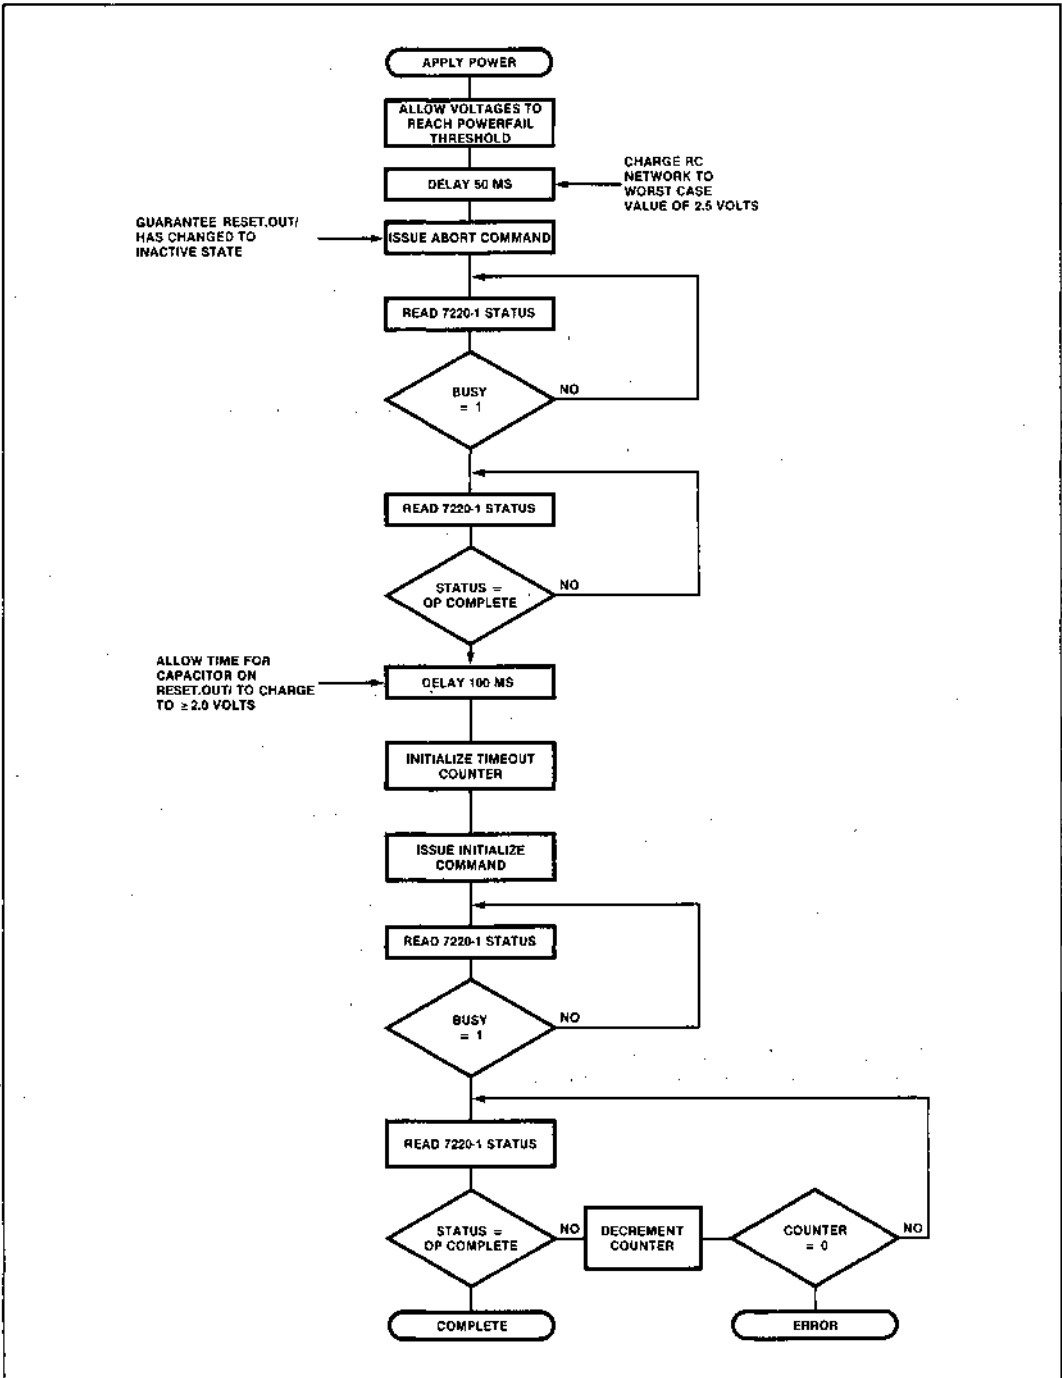 APPLY POWER
ALLOW VOLTAGES TO
REACH POWERFAIL
THRESHOLD
DELAY 50 MS
CHARGE RC
NETWORK TO
WORST CASE
VALUE OF 2.5 VOLTS
GUARANTEE RESET.OUT/
HAS CHANGED TO
INACTIVE STATE
ISSUE ABORT COMMAND
READ 7220-1 STATUS
BUSY
= 1
NO
READ 7220-1 STATUS
STATUS =
OP COMPLETE
NO
ALLOW TIME FOR
CAPACITOR ON
RESET.OUT/ TO CHARGE
TO ≥ 2.0 VOLTS
DELAY 100 MS
INITIALIZE TIMEOUT
COUNTER
ISSUE INITIALIZE
COMMAND
READ 7220-1 STATUS
BUSY
= 1
NO
READ 7220-1 STATUS
STATUS =
OP COMPLETE
NO
DECREMENT
COUNTER
COUNTER
= 0
NO
COMPLETE
ERROR